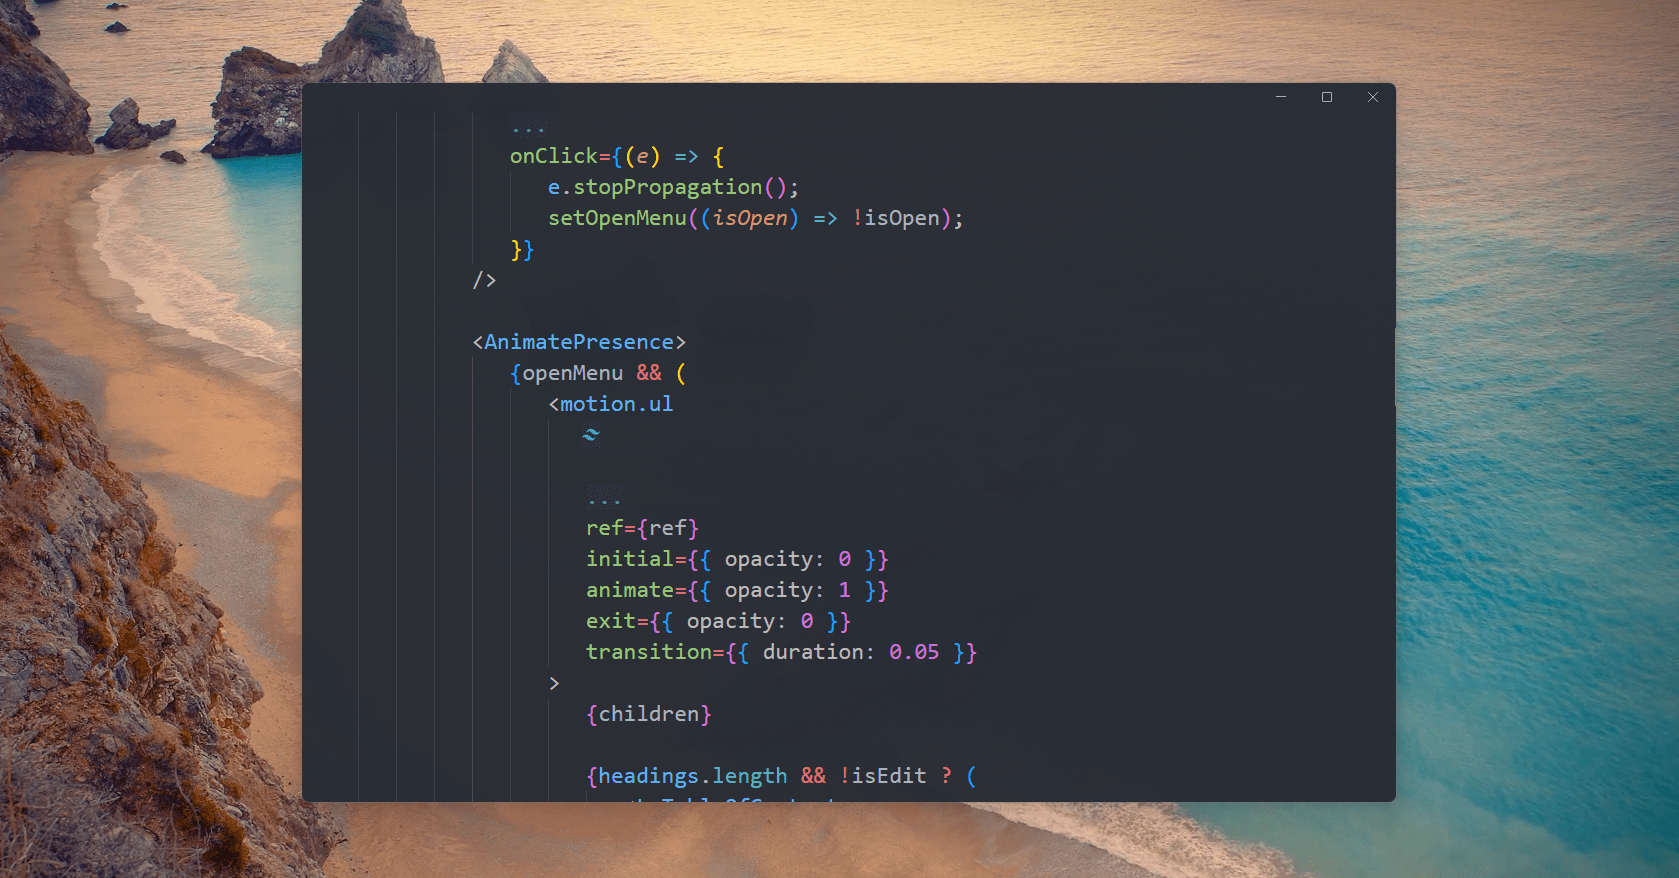 ...
onClick={(e) => {
e.stopPropagation();
setOpenMenu((isOpen) => !isOpen);
}}
/>
<AnimatePresence>
{openMenu && (
<motion.ul
...
ref={ref}
initial={{ opacity: 0 }}
animate={{ opacity: 1 }}
exit={{ opacity: 0 }}
transition={{ duration: 0.05 }}
>
{children}
{headings.length && !isEdit ? (